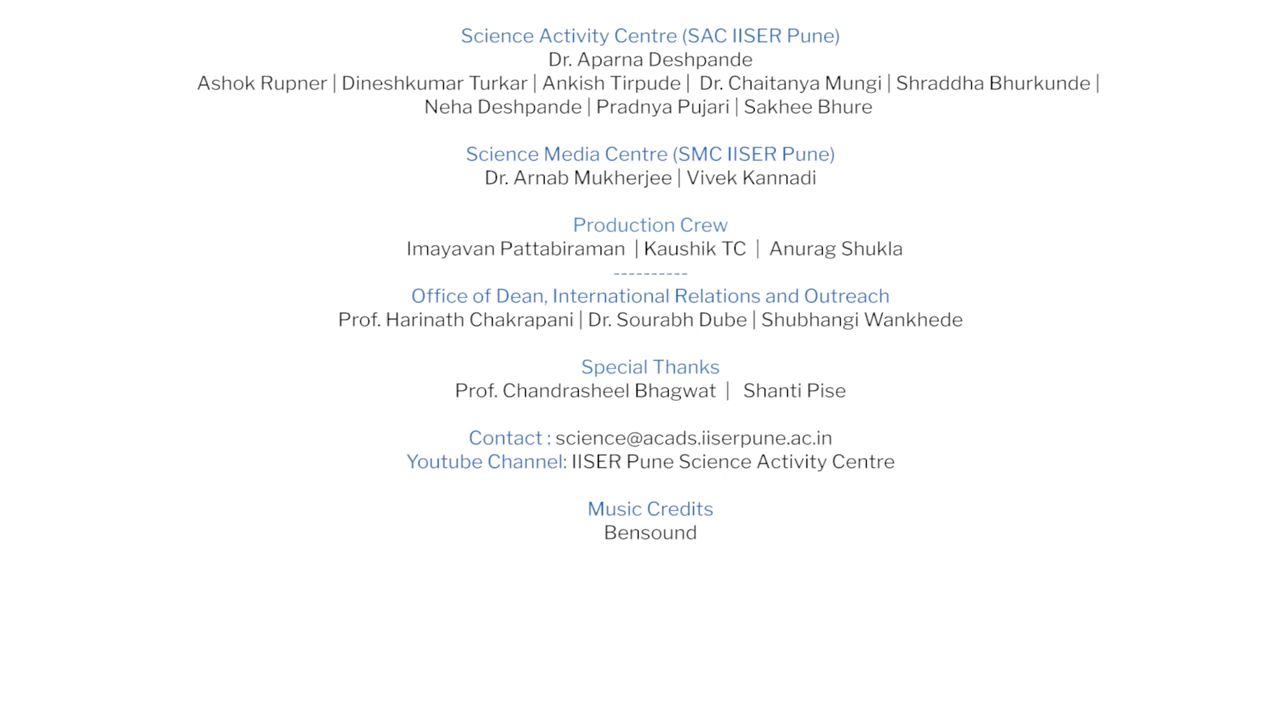 Science Activity Centre (SAC IISER Pune)
Dr. Aparna Deshpande
Ashok Rupner | Dineshkumar Turkar | Ankish Tirpude | Dr. Chaitanya Mungi | Shraddha Bhurkunde |
Neha Deshpande | Pradnya Pujari | Sakhee Bhure
Science Media Centre (SMC IISER Pune)
Dr. Arnab Mukherjee | Vivek Kannadi
Production Crew
Imayavan Pattabiraman | Kaushik TC | Anurag Shukla
----------
Office of Dean, International Relations and Outreach
Prof. Harinath Chakrapani | Dr. Sourabh Dube | Shubhangi Wankhede
Special Thanks
Prof. Chandrasheel Bhagwat | Shanti Pise
Contact : science@acads.iiserpune.ac.in
Youtube Channel: IISER Pune Science Activity Centre
Music Credits
Bensound